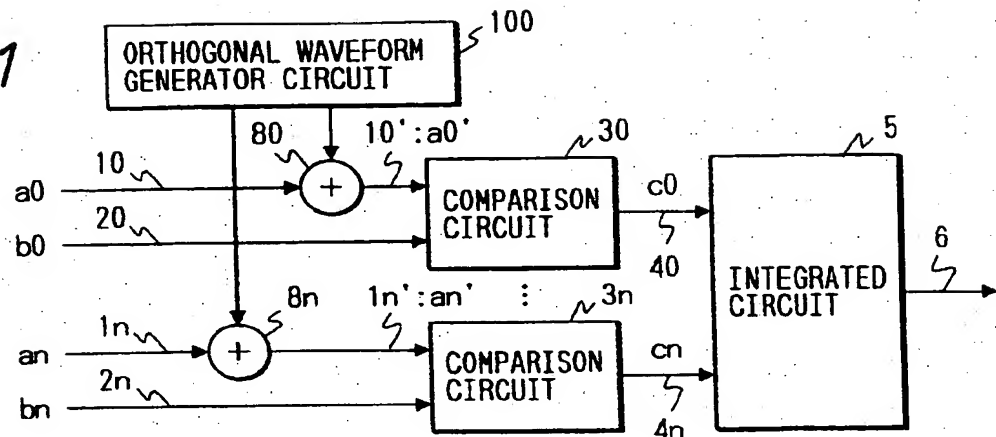 1
100
ORTHOGONAL WAVEFORM
GENERATOR CIRCUIT
80
10':a0'
30
5
a0
10
+
COMPARISON
CIRCUIT
c0
b0
20
40
6
INTEGRATED
CIRCUIT
8n
1n':an'
⋮
3n
an
1n
+
COMPARISON
CIRCUIT
cn
bn
2n
4n